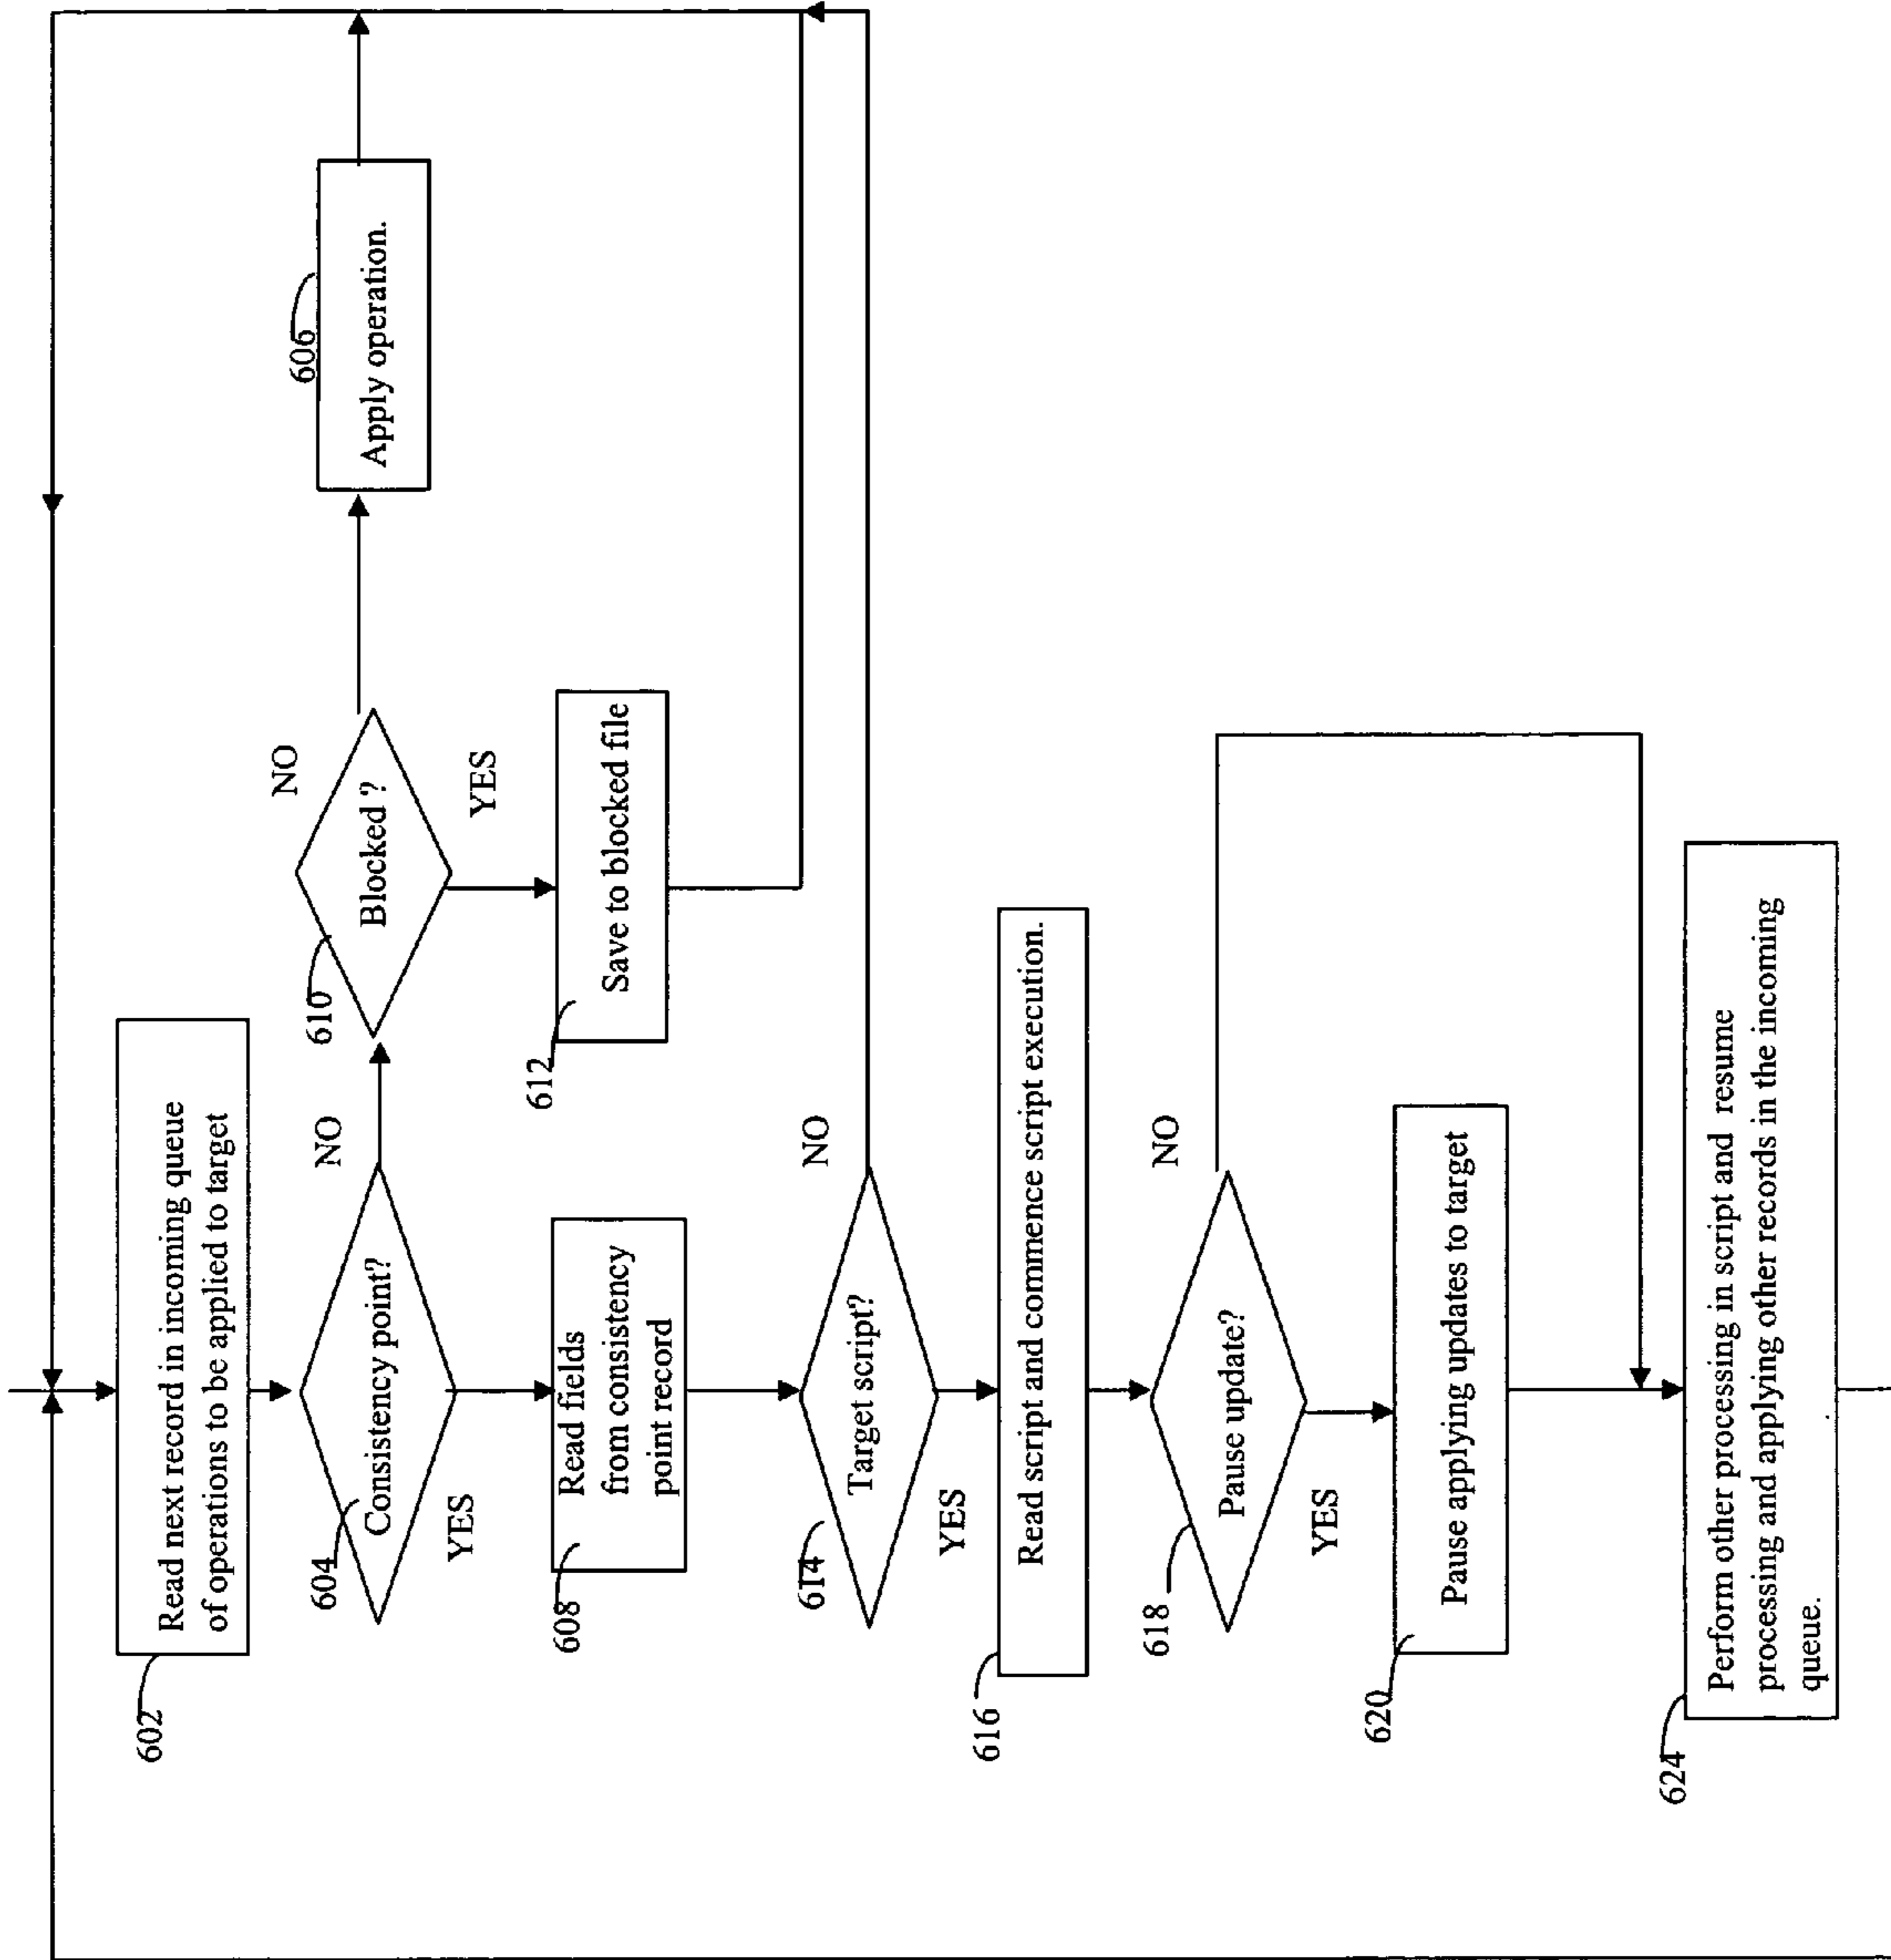 602
Read next record in incoming queue
of operations to be applied to target
604
Consistency point?
NO
YES
610
Blocked ?
NO
YES
606
Apply operation.
612
Save to blocked file
608
Read fields
from consistency
point record
614
Target script?
NO
YES
616
Read script and commence script execution.
618
Pause update?
NO
YES
620
Pause applying updates to target
624
Perform other processing in script and resume
processing and applying other records in the incoming
queue.